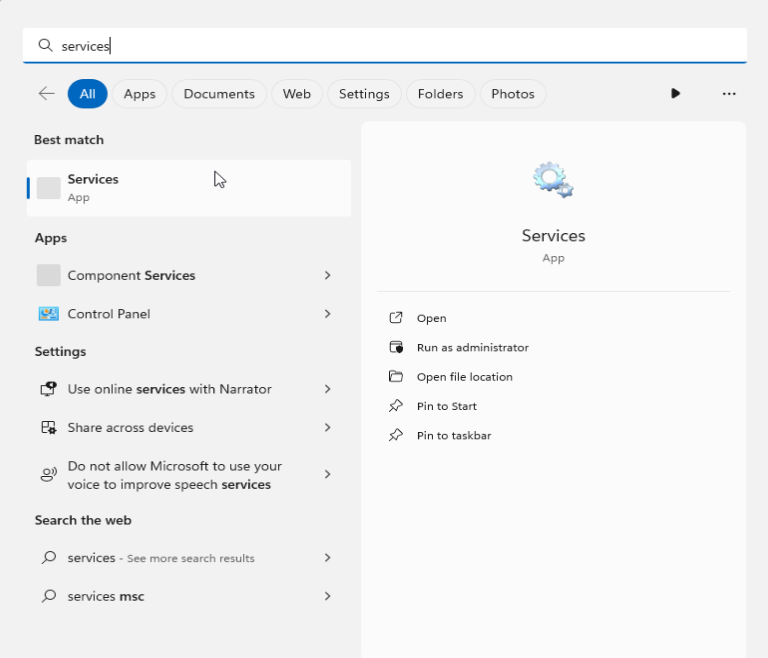 services
All Apps Documents Web Settings Folders Photos
Best match
Services
App
Apps
Component Services
Control Panel
Settings
Use online services with Narrator
Share across devices
Do not allow Microsoft to use your
voice to improve speech services
Search the web
services - See more search results
services msc
Services
App
Open
Run as administrator
Open file location
Pin to Start
Pin to taskbar